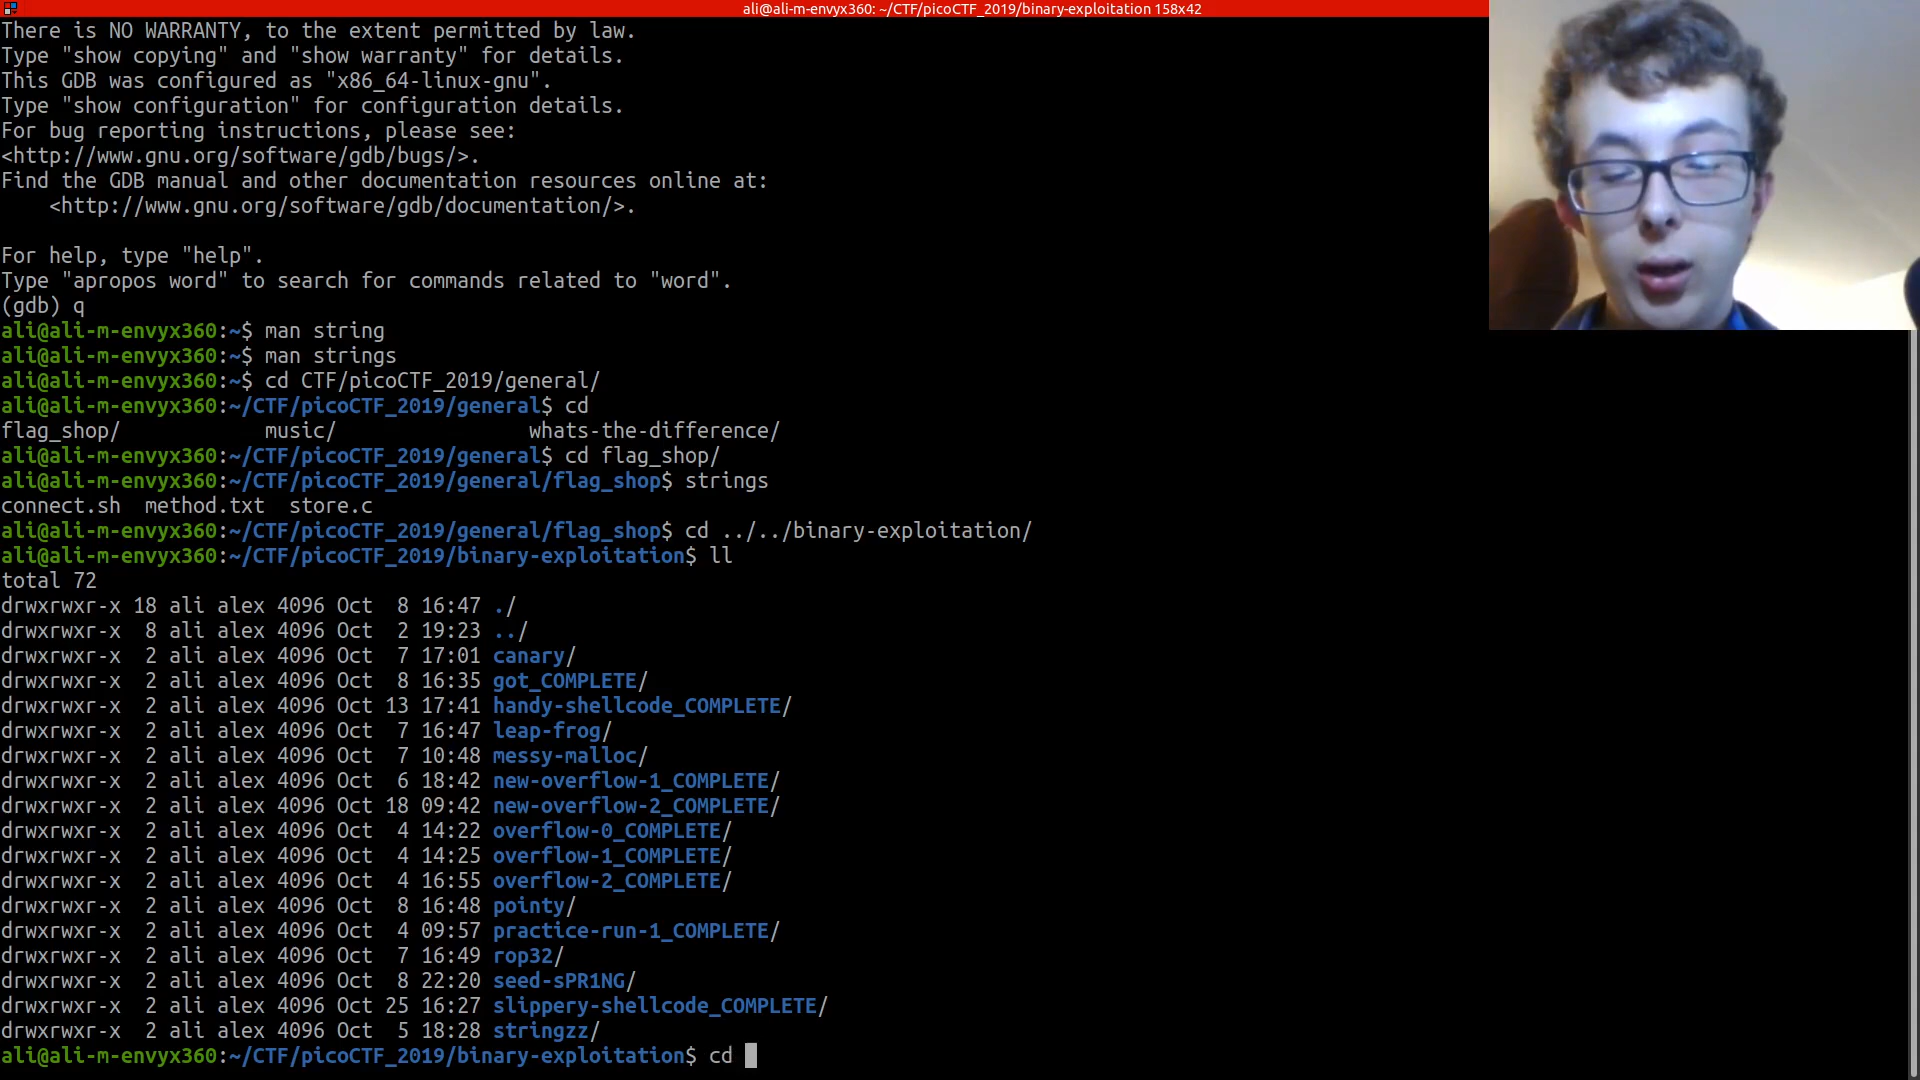 ali@ali-m-envyx360: ~/CTF/picoCTF_2019/binary-exploitation 158x42
There is NO WARRANTY, to the extent permitted by law.
Type "show copying" and "show warranty" for details.
This GDB was configured as "x86_64-linux-gnu".
Type "show configuration" for configuration details.
For bug reporting instructions, please see:
<http://www.gnu.org/software/gdb/bugs/>.
Find the GDB manual and other documentation resources online at:
    <http://www.gnu.org/software/gdb/documentation/>.
For help, type "help".
Type "apropos word" to search for commands related to "word".
(gdb) q
ali@ali-m-envyx360:~$ man string
ali@ali-m-envyx360:~$ man strings
ali@ali-m-envyx360:~$ cd CTF/picoCTF_2019/general/
ali@ali-m-envyx360:~/CTF/picoCTF_2019/general$ cd
flag_shop/            music/                whats-the-difference/
ali@ali-m-envyx360:~/CTF/picoCTF_2019/general$ cd flag_shop/
ali@ali-m-envyx360:~/CTF/picoCTF_2019/general/flag_shop$ strings
connect.sh  method.txt  store.c
ali@ali-m-envyx360:~/CTF/picoCTF_2019/general/flag_shop$ cd ../../binary-exploitation/
ali@ali-m-envyx360:~/CTF/picoCTF_2019/binary-exploitation$ ll
total 72
drwxrwxr-x 18 ali alex 4096 Oct  8 16:47 ./
drwxrwxr-x  8 ali alex 4096 Oct  2 19:23 ../
drwxrwxr-x  2 ali alex 4096 Oct  7 17:01 canary/
drwxrwxr-x  2 ali alex 4096 Oct  8 16:35 got_COMPLETE/
drwxrwxr-x  2 ali alex 4096 Oct 13 17:41 handy-shellcode_COMPLETE/
drwxrwxr-x  2 ali alex 4096 Oct  7 16:47 leap-frog/
drwxrwxr-x  2 ali alex 4096 Oct  7 10:48 messy-malloc/
drwxrwxr-x  2 ali alex 4096 Oct  6 18:42 new-overflow-1_COMPLETE/
drwxrwxr-x  2 ali alex 4096 Oct 18 09:42 new-overflow-2_COMPLETE/
drwxrwxr-x  2 ali alex 4096 Oct  4 14:22 overflow-0_COMPLETE/
drwxrwxr-x  2 ali alex 4096 Oct  4 14:25 overflow-1_COMPLETE/
drwxrwxr-x  2 ali alex 4096 Oct  4 16:55 overflow-2_COMPLETE/
drwxrwxr-x  2 ali alex 4096 Oct  8 16:48 pointy/
drwxrwxr-x  2 ali alex 4096 Oct  4 09:57 practice-run-1_COMPLETE/
drwxrwxr-x  2 ali alex 4096 Oct  7 16:49 rop32/
drwxrwxr-x  2 ali alex 4096 Oct  8 22:20 seed-sPR1NG/
drwxrwxr-x  2 ali alex 4096 Oct 25 16:27 slippery-shellcode_COMPLETE/
drwxrwxr-x  2 ali alex 4096 Oct  5 18:28 stringzz/
ali@ali-m-envyx360:~/CTF/picoCTF_2019/binary-exploitation$ cd